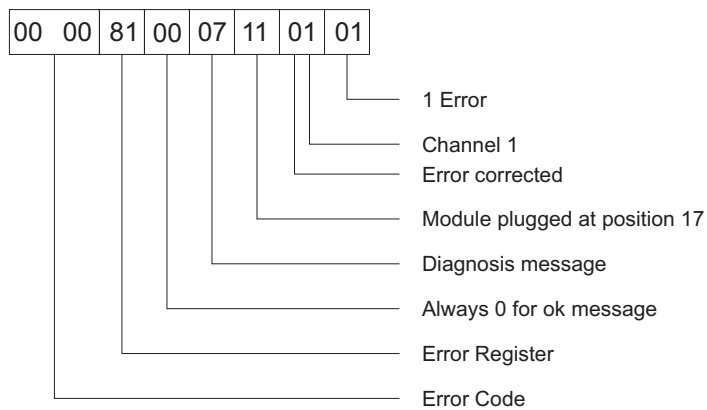 00 00 81 00 07 11 01 01
1 Error
Channel 1
Error corrected
Module plugged at position 17
Diagnosis message
Always 0 for ok message
Error Register
Error Code